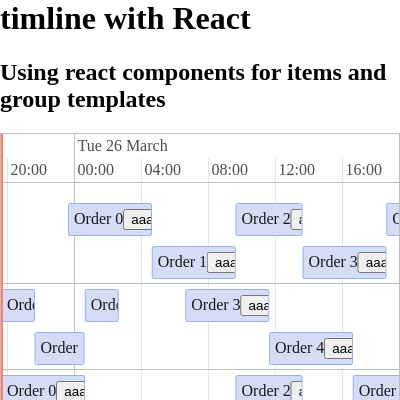 timline with React
Using react components for items and
group templates
Tue 26 March
20:00 00:00 04:00 08:00 12:00 16:00
Order 0 aaa Order 2
Order 1 aaa Order 3 aaa
Order 3 aaa
Order Order 4 aaa
Order 0 aaa Order 2 Order